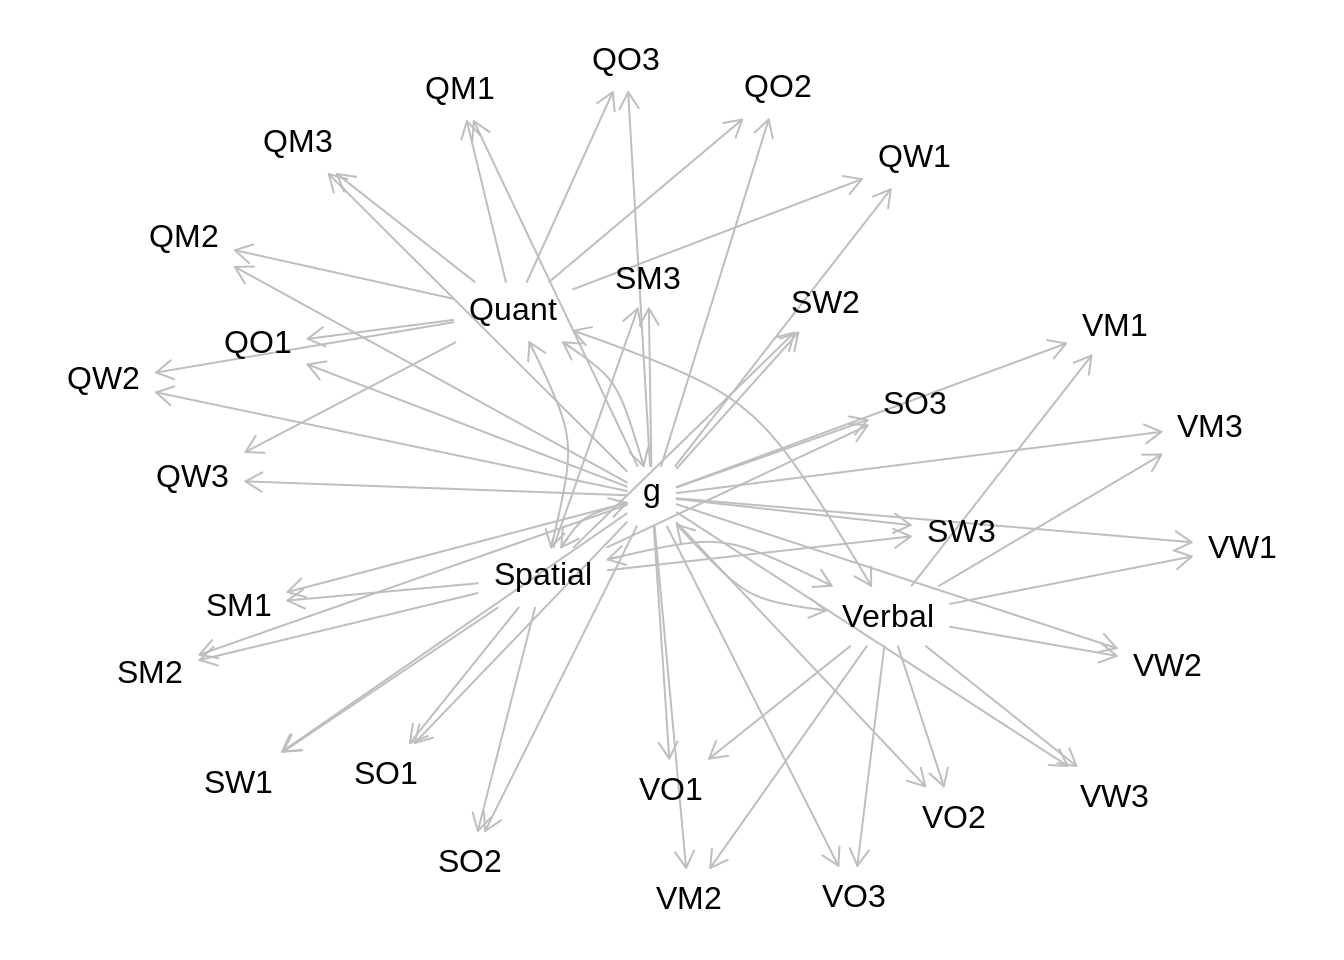 QO3
QM1
QO2
QM3
QW1
QM2
SM3
SW2
Quant
VM1
QO1
QW2
SO3
VM3
QW3
g
SW3
VW1
Spatial
SM1
Verbal
VW2
SM2
SO1
SW1
VO1
VW3
VO2
SO2
VO3
VM2